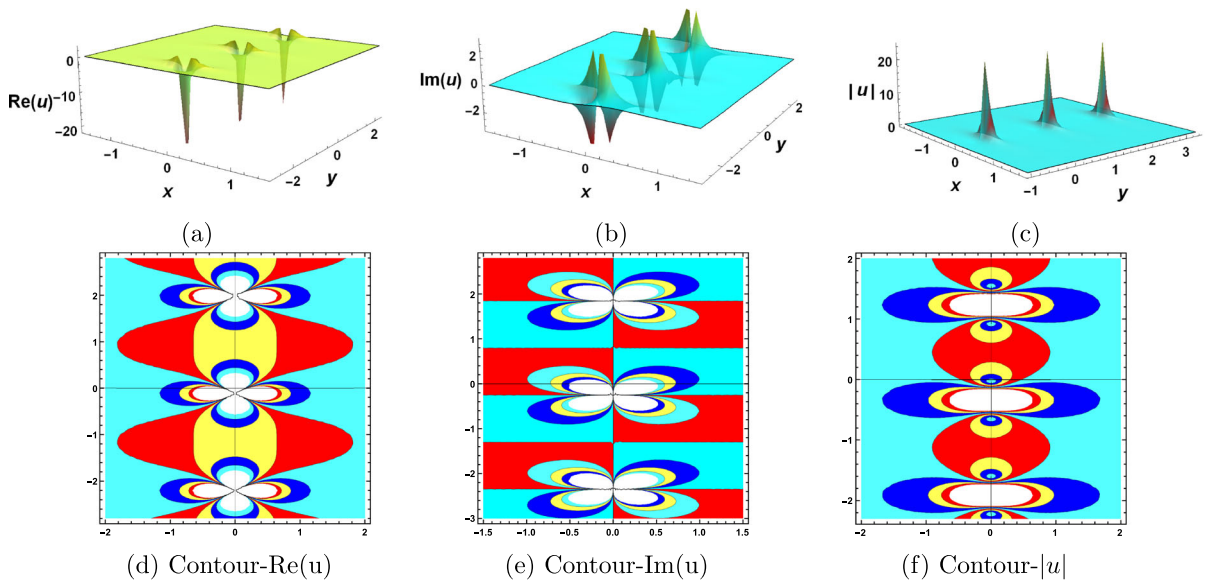 0
Re(u) −10
−20
−1
0
x
1
−2
0
y
2
(a)
2
Im(u) 0
−2
−1
0
x
1
−2
0
y
2
(b)
20
|u| 10
0
−1
0
x
1
−1
0
1
y
2
3
(c)
2
1
0
−1
−2
−2 −1 0 1 2
(d) Contour-Re(u)
3
2
1
0
−1
−2
−3
−1.5 −1.0 −0.5 0.0 0.5 1.0 1.5
(e) Contour-Im(u)
2
1
0
−1
−2
−2 −1 0 1 2
(f) Contour-|u|